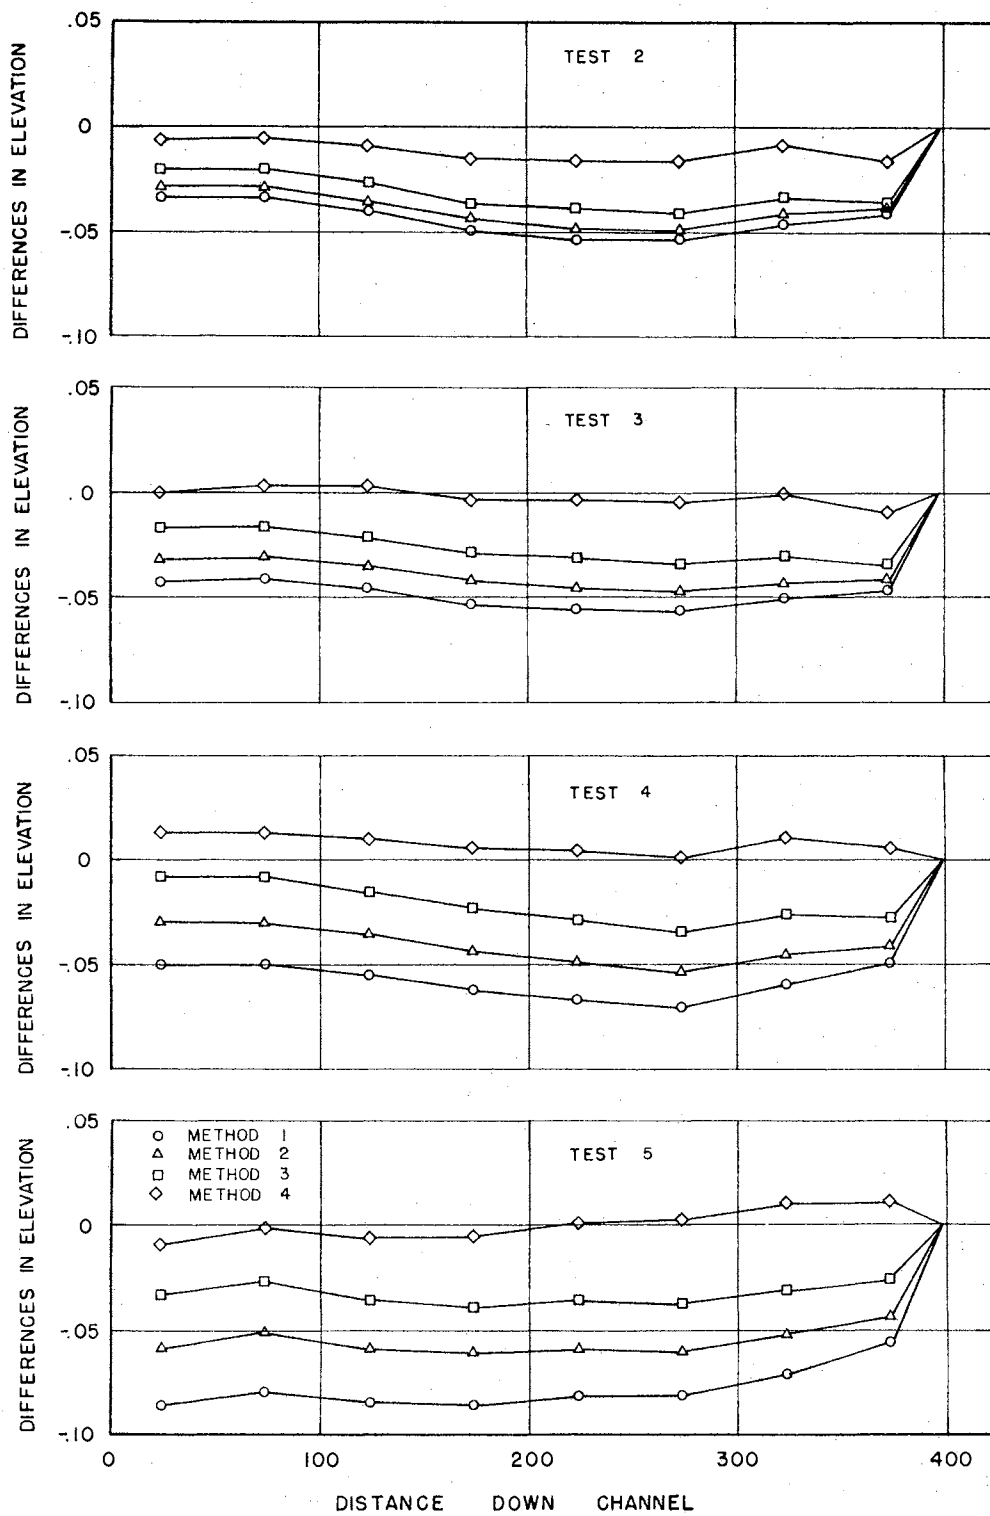 .05
TEST 2
0
-.05
-.10
DIFFERENCES IN ELEVATION
.05
TEST 3
.0
-.05
-.10
DIFFERENCES IN ELEVATION
.05
TEST 4
0
-.05
-.10
DIFFERENCES IN ELEVATION
.05
METHOD 1
METHOD 2
METHOD 3
METHOD 4
TEST 5
0
-.05
-.10
DIFFERENCES IN ELEVATION
0 100 200 300 400
DISTANCE DOWN CHANNEL